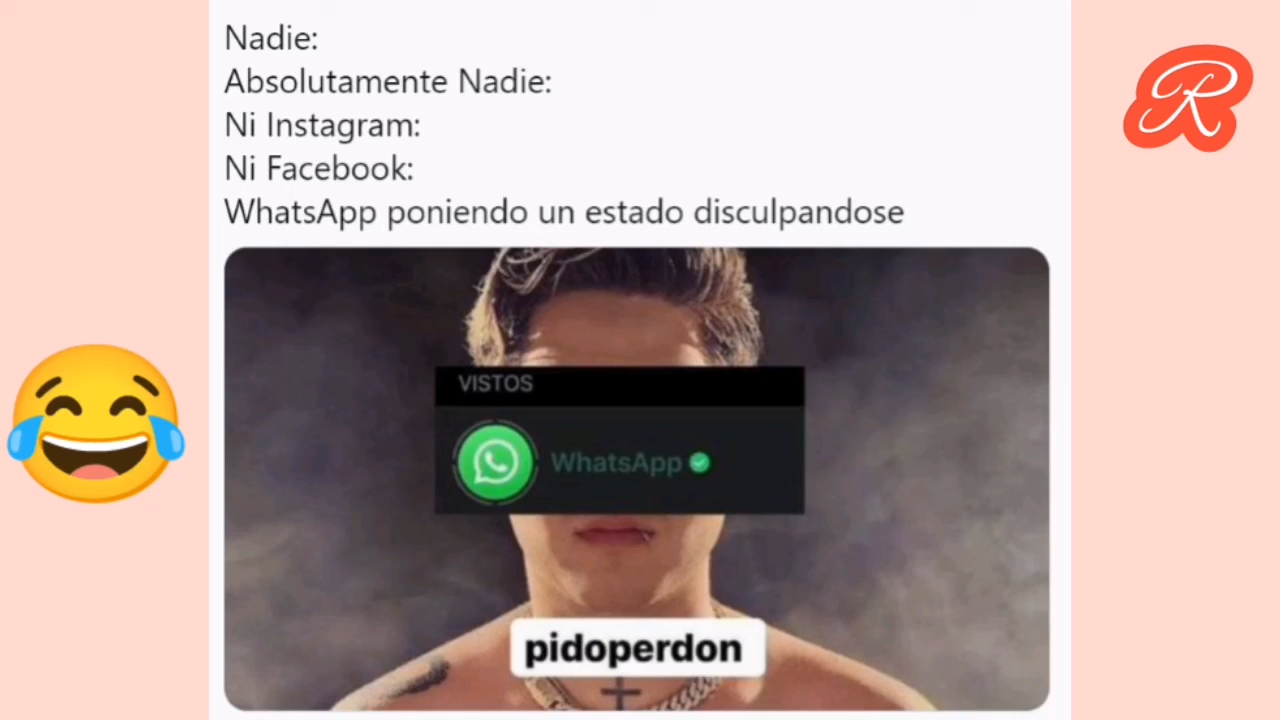 Nadie:
Absolutamente Nadie:
Ni Instagram:
Ni Facebook:
WhatsApp poniendo un estado disculpandose
R
VISTOS
WhatsApp
pidoperdon